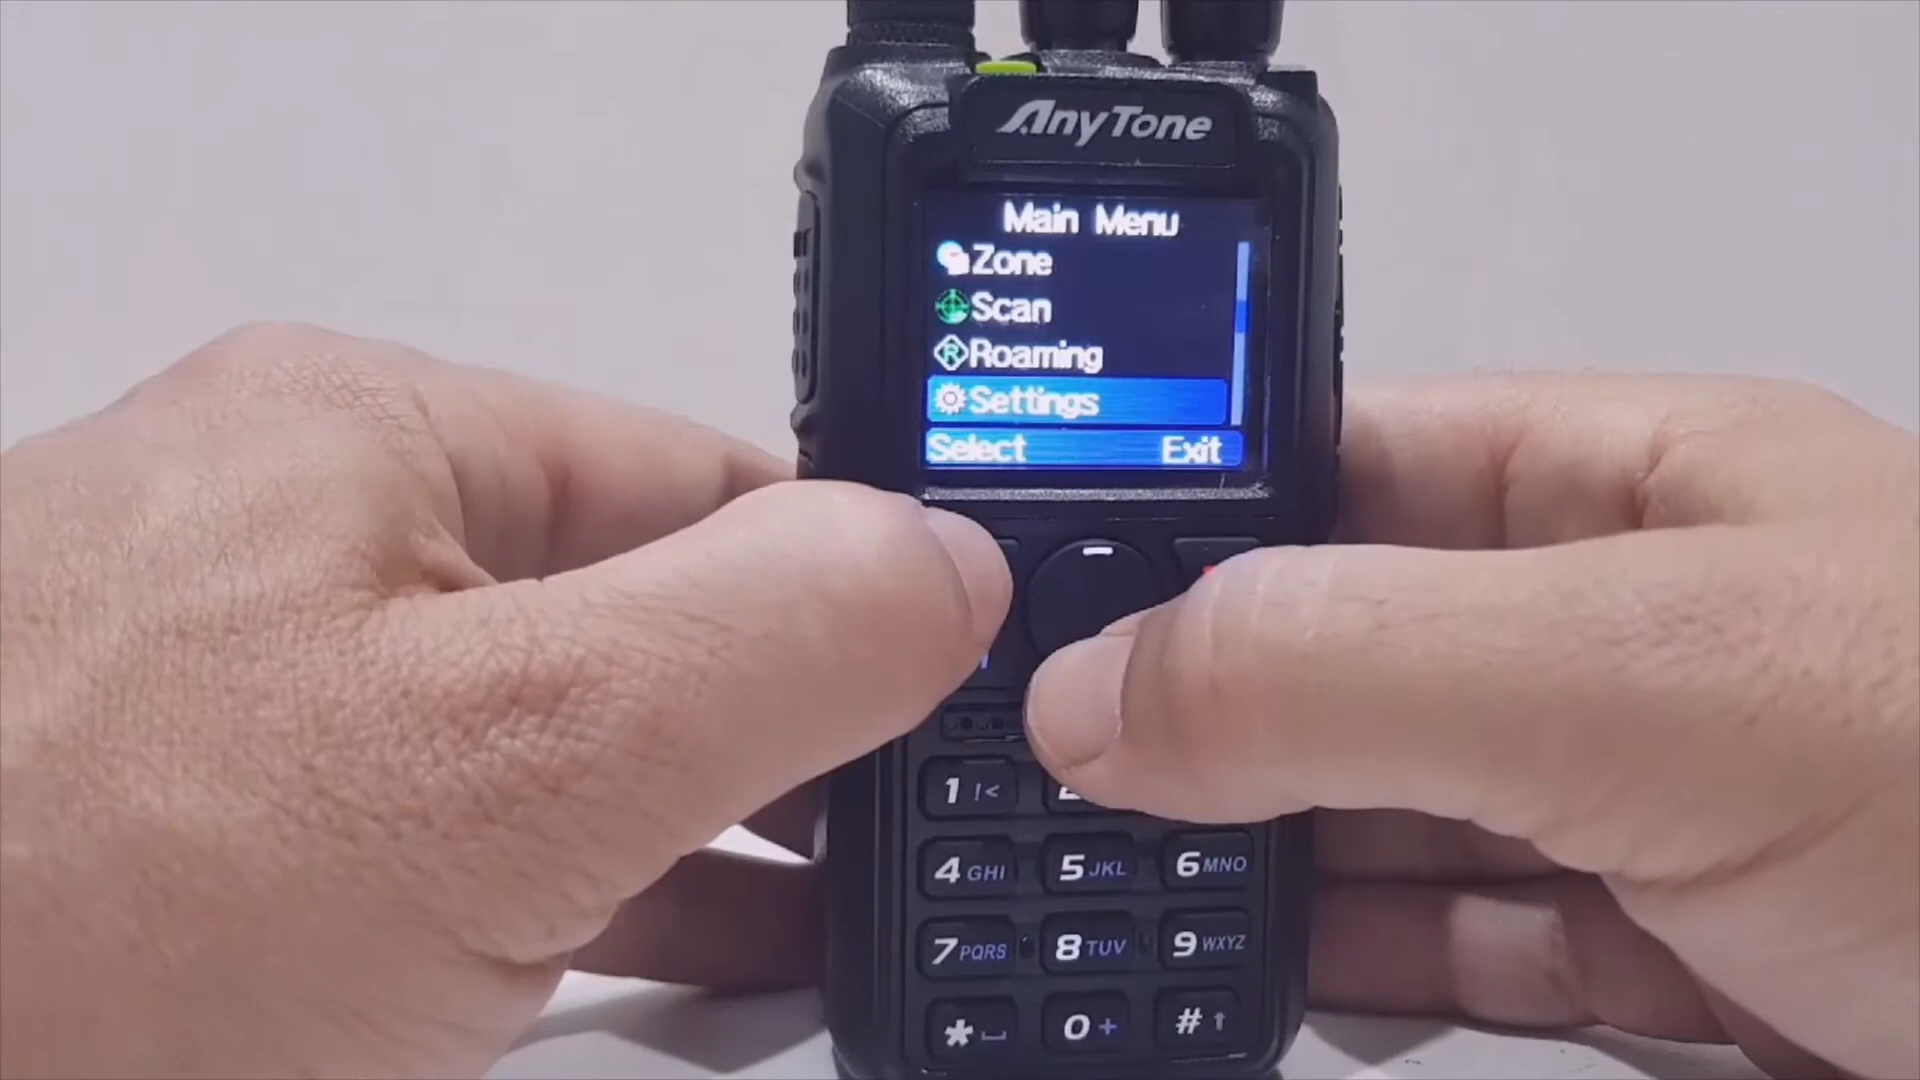 AnyTone
Main Menu
Zone
Scan
Roaming
Settings
Select Exit
1 !<
4 GHI 5 JKL 6 MNO
7 PQRS 8 TUV 9 WXYZ
* 0 + # ↑